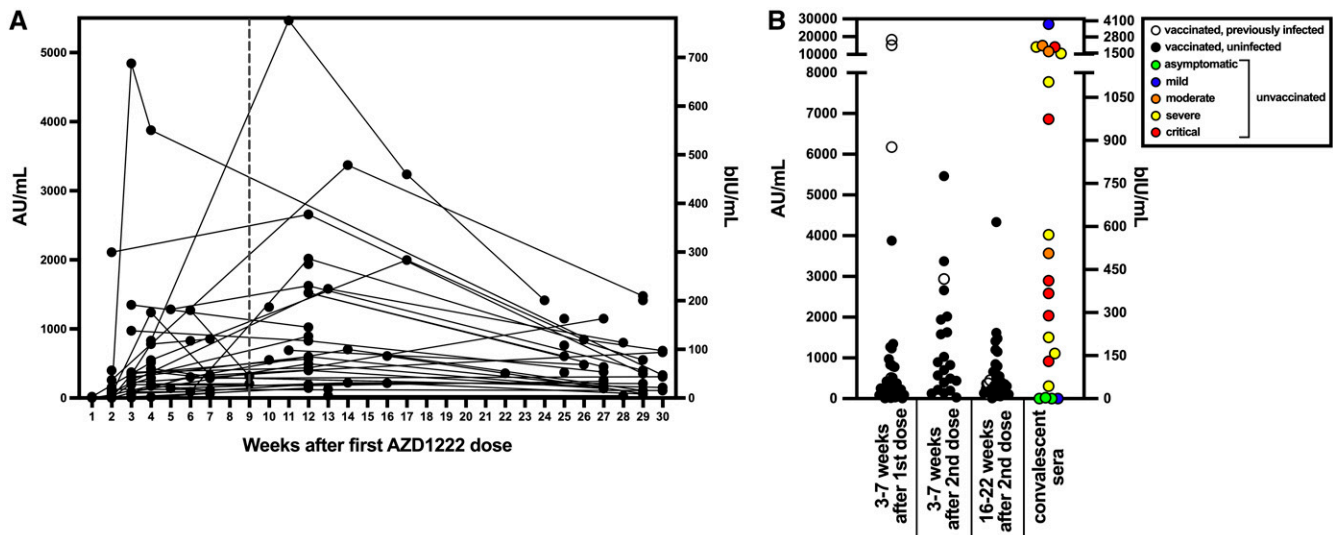 A
AU/mL
5000
4000
3000
2000
1000
0
700
600
500
400
300
200
100
0
bIU/mL
1 2 3 4 5 6 7 8 9 10 11 12 13 14 15 16 17 18 19 20 21 22 23 24 25 26 27 28 29 30
Weeks after first AZD1222 dose
B
AU/mL
30000
20000
10000
8000
7000
6000
5000
4000
3000
2000
1000
0
4100
2800
1500
1050
900
750
600
450
300
150
0
bIU/mL
3-7 weeks
after 1st dose
3-7 weeks
after 2nd dose
16-22 weeks
after 2nd dose
convalescent
sera
vaccinated, previously infected
vaccinated, uninfected
asymptomatic
mild
moderate
severe
critical
unvaccinated